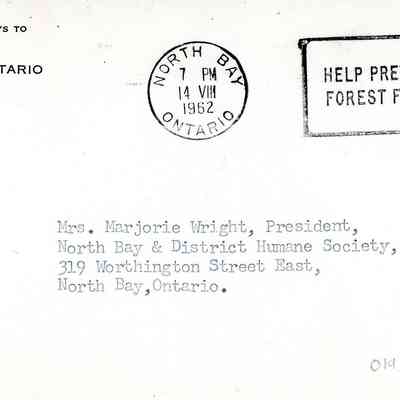 YS TO
TARIO
NORTH BAY
7 PM
14 VIII
1962
ONTARIO
HELP PRE
FOREST F
Mrs. Marjorie Wright, President,
North Bay & District Humane Society,
319 Worthington Street East,
North Bay,Ontario.